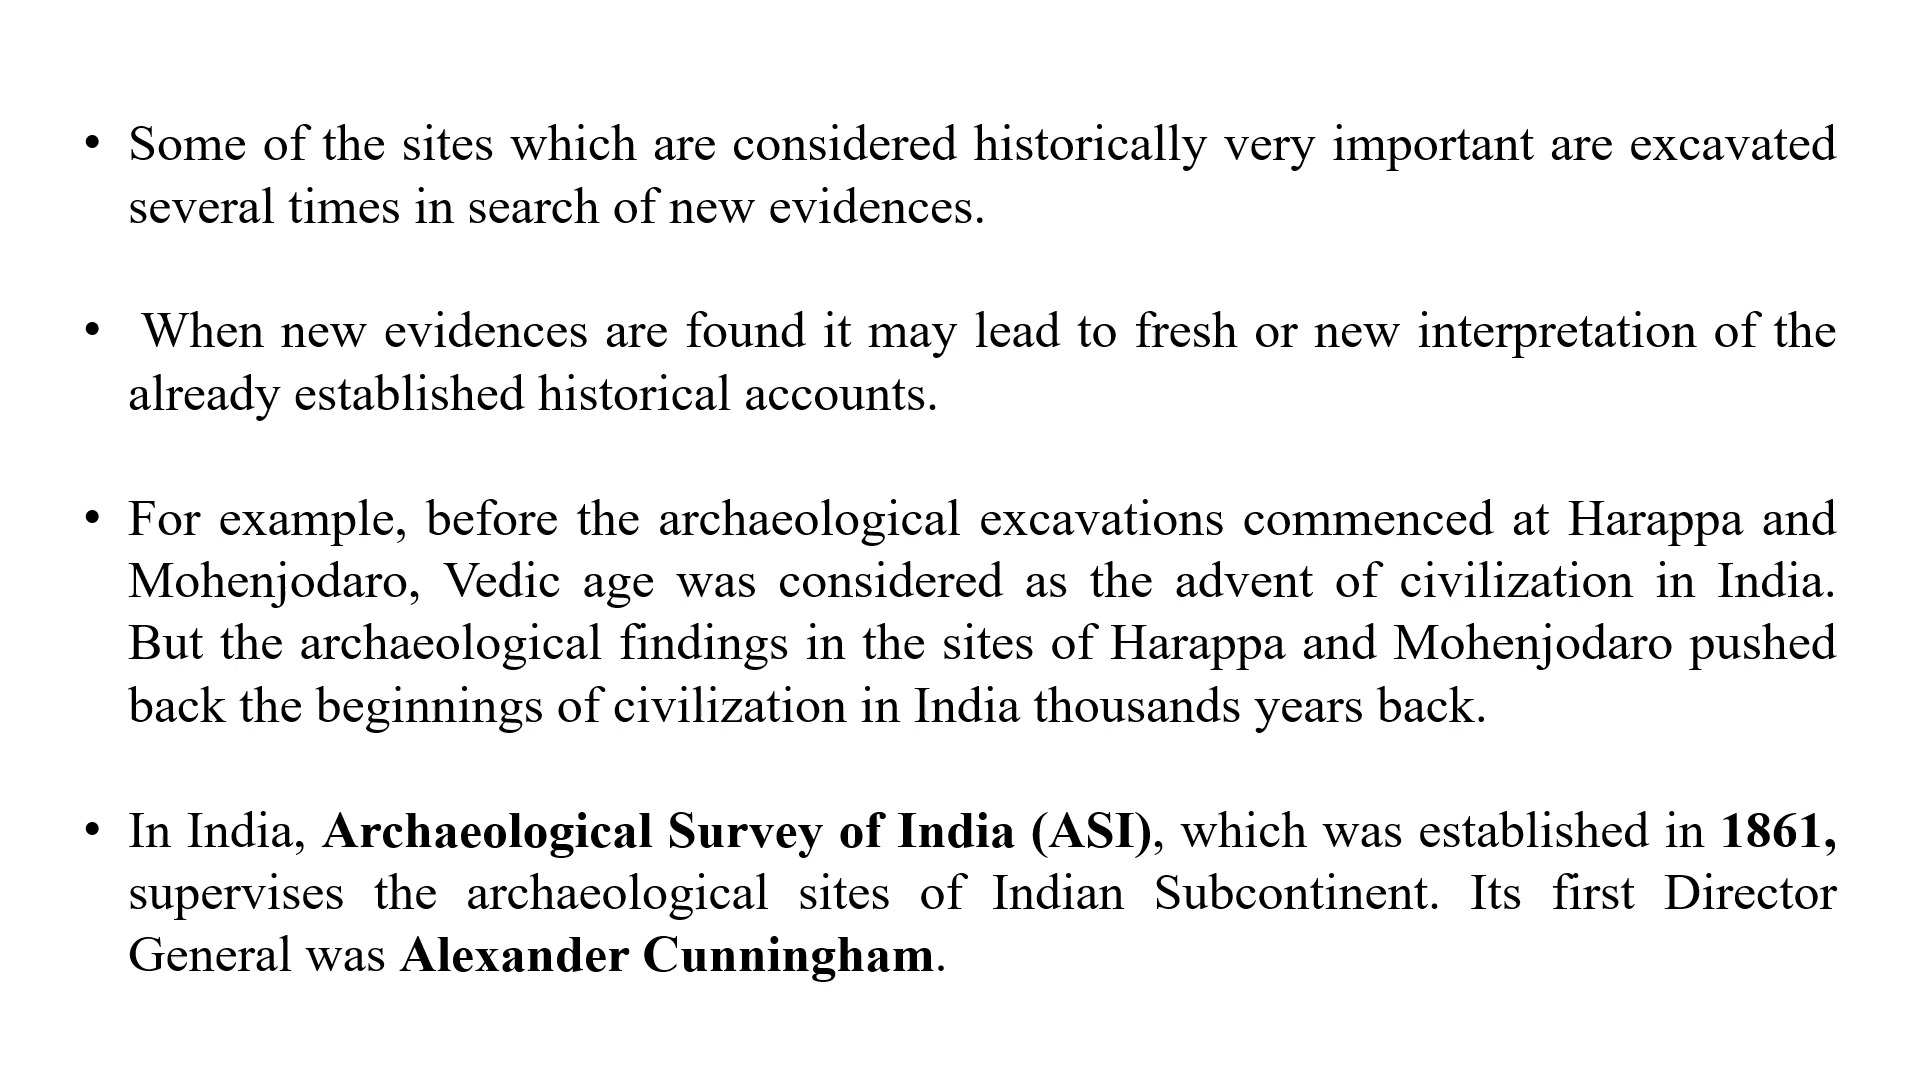 • Some of the sites which are considered historically very important are excavated
several times in search of new evidences.
• When new evidences are found it may lead to fresh or new interpretation of the
already established historical accounts.
• For example, before the archaeological excavations commenced at Harappa and
Mohenjodaro, Vedic age was considered as the advent of civilization in India.
But the archaeological findings in the sites of Harappa and Mohenjodaro pushed
back the beginnings of civilization in India thousands years back.
• In India, Archaeological Survey of India (ASI), which was established in 1861,
supervises the archaeological sites of Indian Subcontinent. Its first Director
General was Alexander Cunningham.